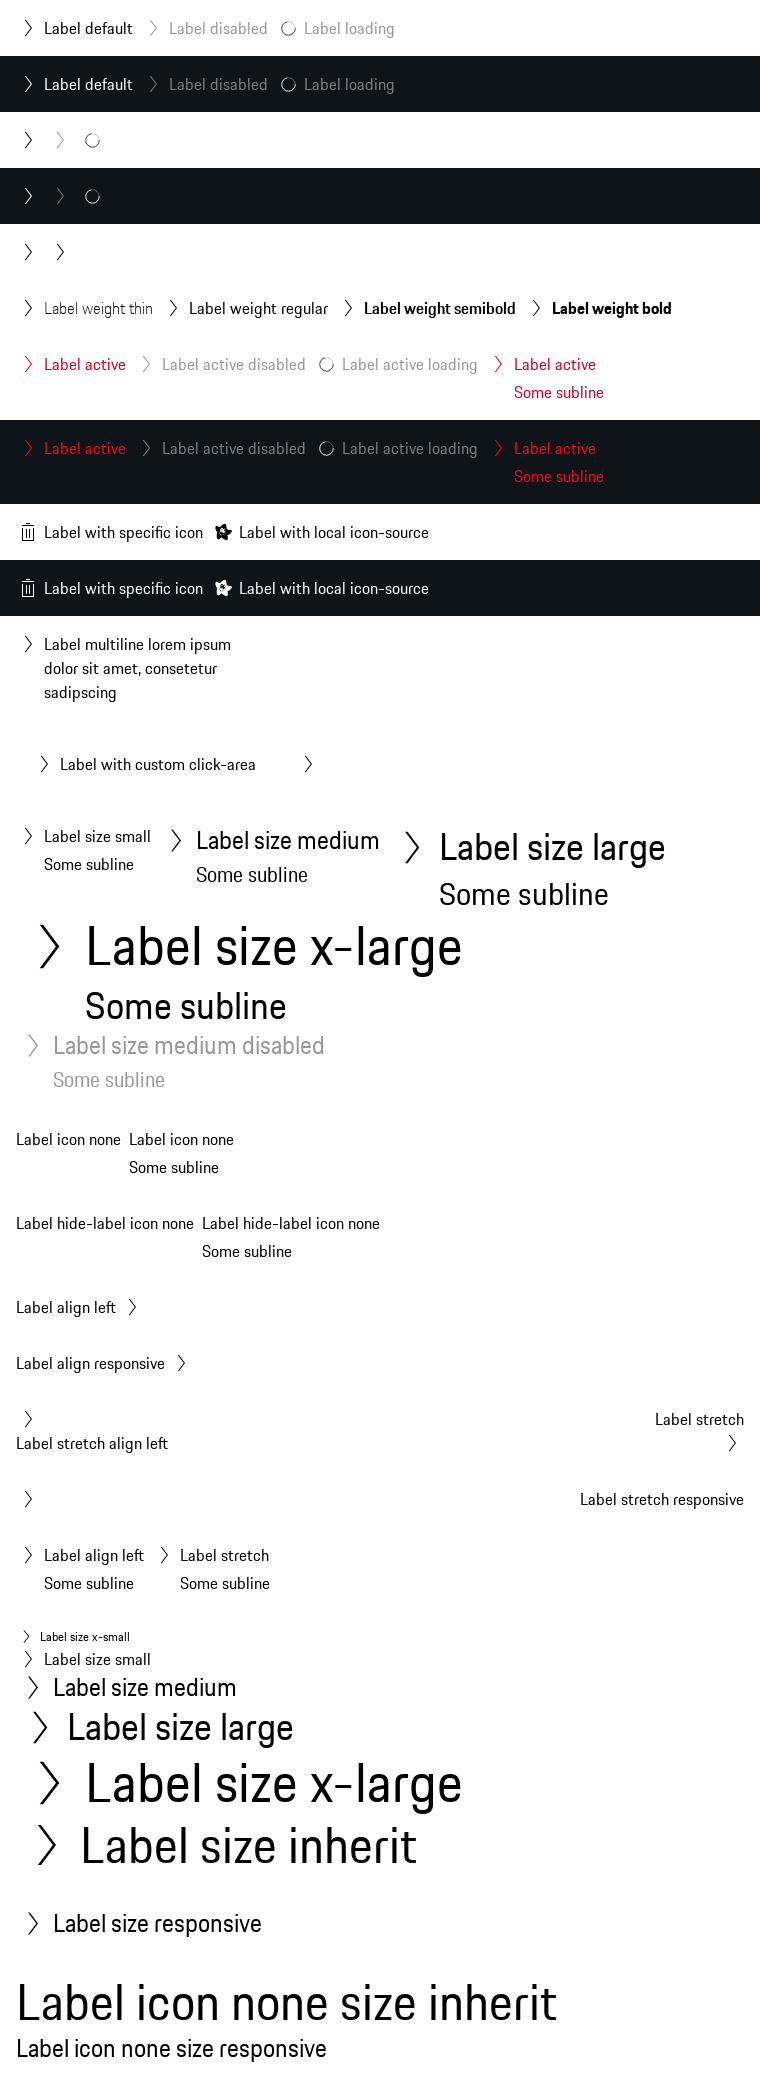 Label default Label disabled Label loading
Label default Label disabled Label loading
Label weight thin Label weight regular Label weight semibold Label weight bold
Label active Label active disabled Label active loading Label active
Some subline
Label active Label active disabled Label active loading Label active
Some subline
Label with specific icon Label with local icon-source
Label with specific icon Label with local icon-source
Label multiline lorem ipsum
dolor sit amet, consetetur
sadipscing
Label with custom click-area
Label size small Label size medium Label size large
Some subline Some subline Some subline
Label size x-large
Some subline
Label size medium disabled
Some subline
Label icon none Label icon none
Some subline
Label hide-label icon none Label hide-label icon none
Some subline
Label align left
Label align responsive
Label stretch
Label stretch align left
Label stretch responsive
Label align left Label stretch
Some subline Some subline
Label size x-small
Label size small
Label size medium
Label size large
Label size x-large
Label size inherit
Label size responsive
Label icon none size inherit
Label icon none size responsive